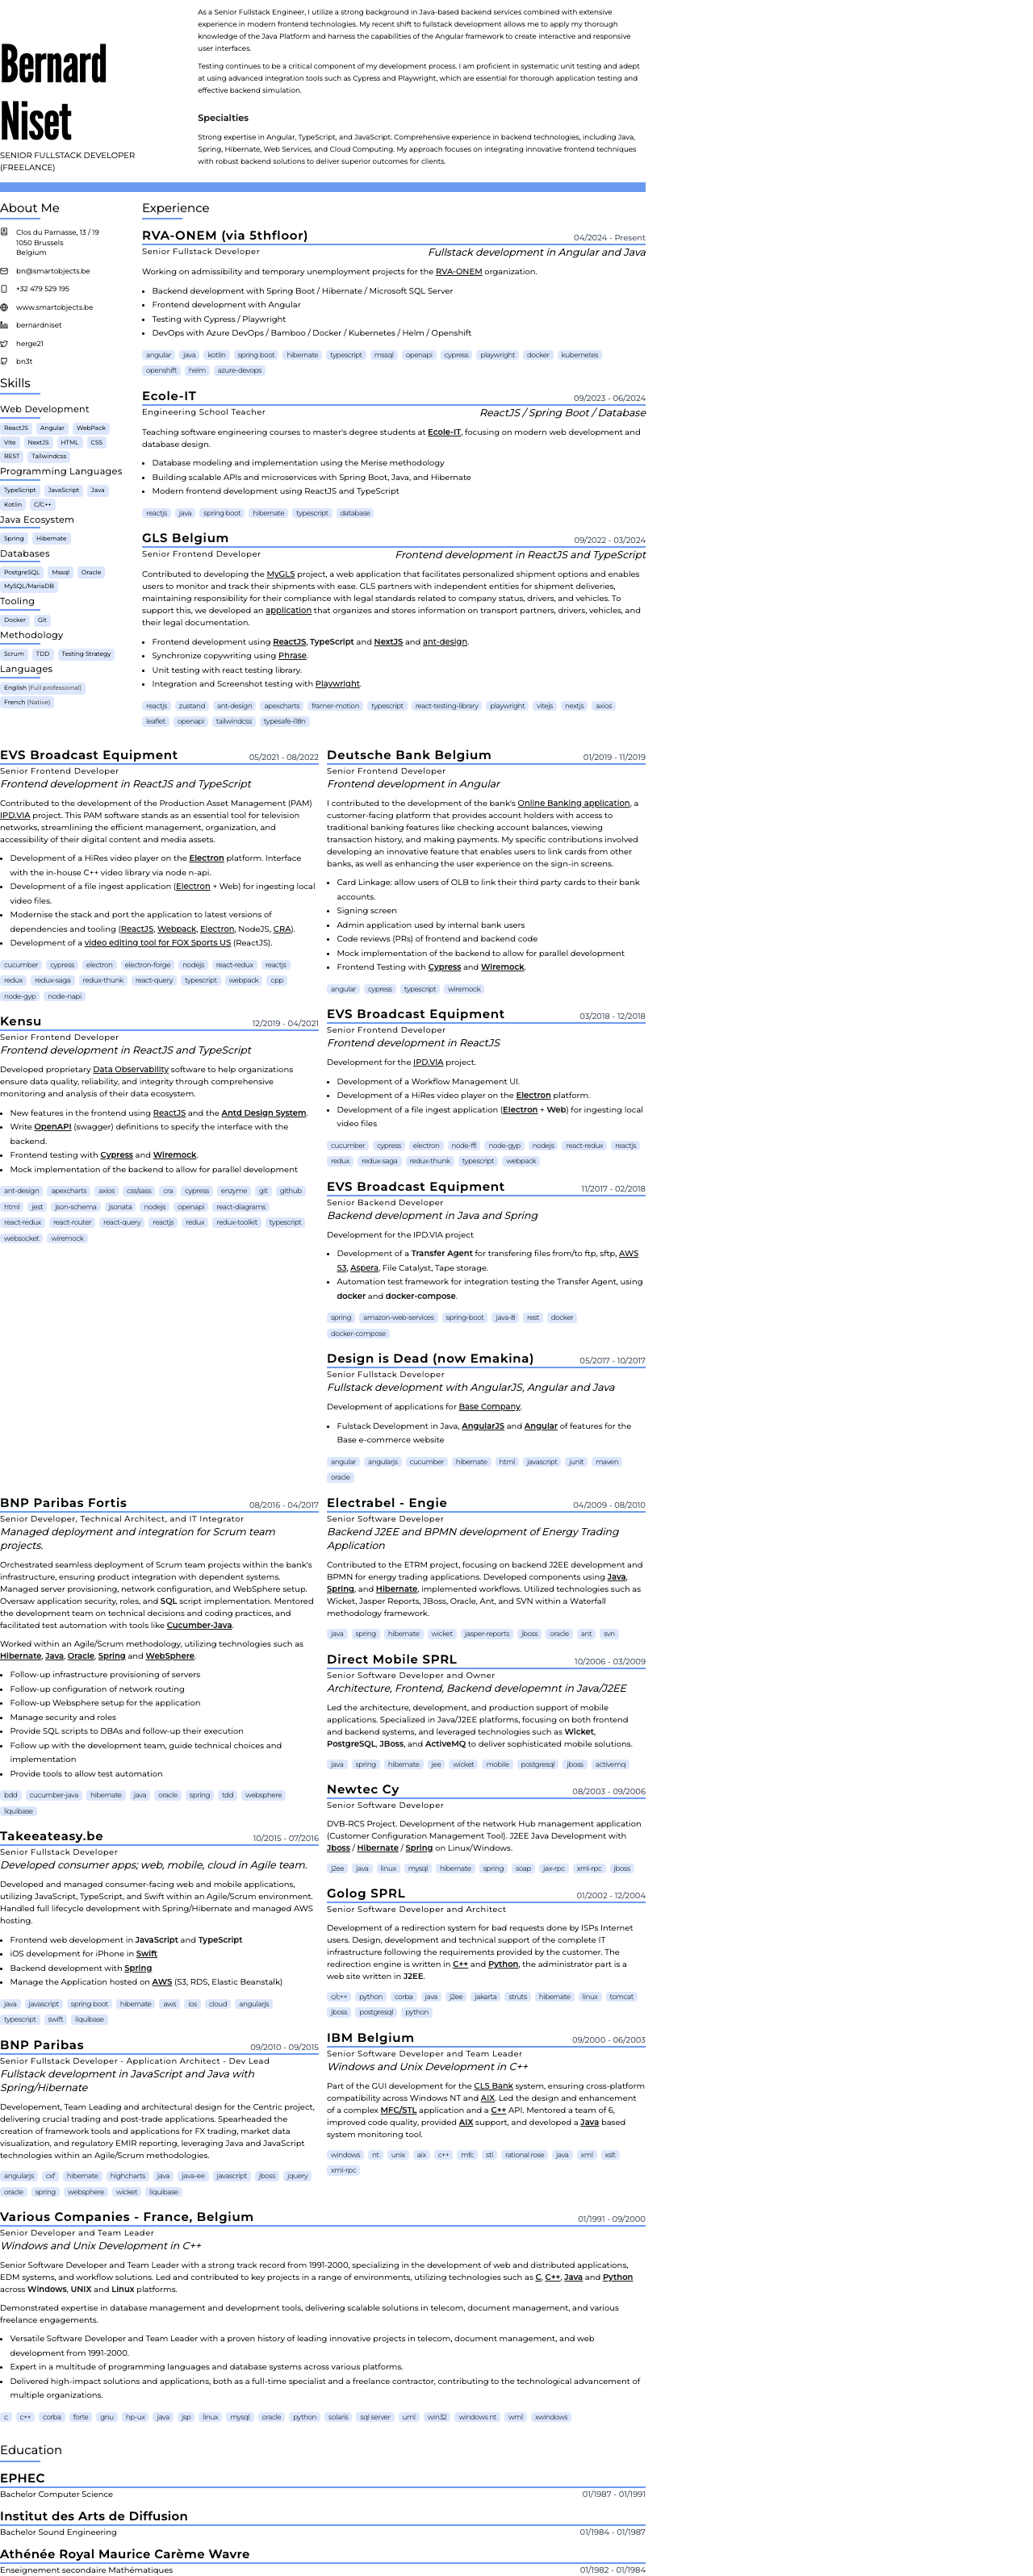 Bernard
Niset
SENIOR FULLSTACK DEVELOPER
(FREELANCE)
As a Senior Fullstack Engineer, I utilize a strong background in Java-based backend services combined with extensive
experience in modern frontend technologies. My recent shift to fullstack development allows me to apply my thorough
knowledge of the Java Platform and harness the capabilities of the Angular framework to create interactive and responsive
user interfaces.
Testing continues to be a critical component of my development process. I am proficient in systematic unit testing and adept
at using advanced integration tools such as Cypress and Playwright, which are essential for thorough application testing and
effective backend simulation.
Specialties
Strong expertise in Angular, TypeScript, and JavaScript. Comprehensive experience in backend technologies, including Java,
Spring, Hibernate, Web Services, and Cloud Computing. My approach focuses on integrating innovative frontend techniques
with robust backend solutions to deliver superior outcomes for clients.
About Me
Clos du Parnasse, 13 / 19
1050 Brussels
Belgium
bn@smartobjects.be
+32 479 529 195
www.smartobjects.be
bernardniset
herge21
bn3t
Skills
Web Development
ReactJS Angular WebPack
Vite NextJS HTML CSS
REST Tailwindcss
Programming Languages
TypeScript JavaScript Java
Kotlin C/C++
Java Ecosystem
Spring Hibernate
Databases
PostgreSQL Mssql Oracle
MySQL/MariaDB
Tooling
Docker Git
Methodology
Scrum TDD Testing Strategy
Languages
English (Full professional)
French (Native)
Experience
RVA-ONEM (via 5thfloor) 04/2024 - Present
Senior Fullstack Developer Fullstack development in Angular and Java
Working on admissibility and temporary unemployment projects for the RVA-ONEM organization.
• Backend development with Spring Boot / Hibernate / Microsoft SQL Server
• Frontend development with Angular
• Testing with Cypress / Playwright
• DevOps with Azure DevOps / Bamboo / Docker / Kubernetes / Helm / Openshift
angular java kotlin spring boot hibernate typescript mssql openapi cypress playwright docker kubernetes
openshift helm azure-devops
Ecole-IT 09/2023 - 06/2024
Engineering School Teacher ReactJS / Spring Boot / Database
Teaching software engineering courses to master's degree students at Ecole-IT, focusing on modern web development and
database design.
• Database modeling and implementation using the Merise methodology
• Building scalable APIs and microservices with Spring Boot, Java, and Hibernate
• Modern frontend development using ReactJS and TypeScript
reactjs java spring boot hibernate typescript database
GLS Belgium 09/2022 - 03/2024
Senior Frontend Developer Frontend development in ReactJS and TypeScript
Contributed to developing the MyGLS project, a web application that facilitates personalized shipment options and enables
users to monitor and track their shipments with ease. GLS partners with independent entities for shipment deliveries,
maintaining responsibility for their compliance with legal standards related to company status, drivers, and vehicles. To
support this, we developed an application that organizes and stores information on transport partners, drivers, vehicles, and
their legal documentation.
• Frontend development using ReactJS, TypeScript and NextJS and ant-design.
• Synchronize copywriting using Phrase.
• Unit testing with react testing library.
• Integration and Screenshot testing with Playwright.
reactjs zustand ant-design apexcharts framer-motion typescript react-testing-library playwright vitejs nextjs axios
leaflet openapi tailwindcss typesafe-i18n
EVS Broadcast Equipment 05/2021 - 08/2022
Senior Frontend Developer
Frontend development in ReactJS and TypeScript
Contributed to the development of the Production Asset Management (PAM)
IPD.VIA project. This PAM software stands as an essential tool for television
networks, streamlining the efficient management, organization, and
accessibility of their digital content and media assets.
• Development of a HiRes video player on the Electron platform. Interface
with the in-house C++ video library via node n-api.
• Development of a file ingest application (Electron + Web) for ingesting local
video files.
• Modernise the stack and port the application to latest versions of
dependencies and tooling (ReactJS, Webpack, Electron, NodeJS, CRA).
• Development of a video editing tool for FOX Sports US (ReactJS).
cucumber cypress electron electron-forge nodejs react-redux reactjs
redux redux-saga redux-thunk react-query typescript webpack cpp
node-gyp node-napi
Kensu 12/2019 - 04/2021
Senior Frontend Developer
Frontend development in ReactJS and TypeScript
Developed proprietary Data Observability software to help organizations
ensure data quality, reliability, and integrity through comprehensive
monitoring and analysis of their data ecosystem.
• New features in the frontend using ReactJS and the Antd Design System.
• Write OpenAPI (swagger) definitions to specify the interface with the
backend.
• Frontend testing with Cypress and Wiremock.
• Mock implementation of the backend to allow for parallel development
ant-design apexcharts axios css/sass cra cypress enzyme git github
html jest json-schema jsonata nodejs openapi react-diagrams
react-redux react-router react-query reactjs redux redux-toolkit typescript
websocket wiremock
Deutsche Bank Belgium 01/2019 - 11/2019
Senior Frontend Developer
Frontend development in Angular
I contributed to the development of the bank's Online Banking application, a
customer-facing platform that provides account holders with access to
traditional banking features like checking account balances, viewing
transaction history, and making payments. My specific contributions involved
developing an innovative feature that enables users to link cards from other
banks, as well as enhancing the user experience on the sign-in screens.
• Card Linkage: allow users of OLB to link their third party cards to their bank
accounts.
• Signing screen
• Admin application used by internal bank users
• Code reviews (PRs) of frontend and backend code
• Mock implementation of the backend to allow for parallel development
• Frontend Testing with Cypress and Wiremock.
angular cypress typescript wiremock
EVS Broadcast Equipment 03/2018 - 12/2018
Senior Frontend Developer
Frontend development in ReactJS
Development for the IPD.VIA project.
• Development of a Workflow Management UI.
• Development of a HiRes video player on the Electron platform.
• Development of a file ingest application (Electron + Web) for ingesting local
video files
cucumber cypress electron node-ffi node-gyp nodejs react-redux reactjs
redux redux-saga redux-thunk typescript webpack
EVS Broadcast Equipment 11/2017 - 02/2018
Senior Backend Developer
Backend development in Java and Spring
Development for the IPD.VIA project
• Development of a Transfer Agent for transfering files from/to ftp, sftp, AWS
S3, Aspera, File Catalyst, Tape storage.
• Automation test framework for integration testing the Transfer Agent, using
docker and docker-compose.
spring amazon-web-services spring-boot java-8 rest docker
docker-compose
Design is Dead (now Emakina) 05/2017 - 10/2017
Senior Fullstack Developer
Fullstack development with AngularJS, Angular and Java
Development of applications for Base Company.
• Fulstack Development in Java, AngularJS and Angular of features for the
Base e-commerce website
angular angularjs cucumber hibernate html javascript junit maven
oracle
BNP Paribas Fortis 08/2016 - 04/2017
Senior Developer, Technical Architect, and IT Integrator
Managed deployment and integration for Scrum team
projects.
Orchestrated seamless deployment of Scrum team projects within the bank's
infrastructure, ensuring product integration with dependent systems.
Managed server provisioning, network configuration, and WebSphere setup.
Oversaw application security, roles, and SQL script implementation. Mentored
the development team on technical decisions and coding practices, and
facilitated test automation with tools like Cucumber-Java.
Worked within an Agile/Scrum methodology, utilizing technologies such as
Hibernate, Java, Oracle, Spring and WebSphere.
• Follow-up infrastructure provisioning of servers
• Follow-up configuration of network routing
• Follow-up Websphere setup for the application
• Manage security and roles
• Provide SQL scripts to DBAs and follow-up their execution
• Follow up with the development team, guide technical choices and
implementation
• Provide tools to allow test automation
bdd cucumber-java hibernate java oracle spring tdd websphere
liquibase
Takeeateasy.be 10/2015 - 07/2016
Senior Fullstack Developer
Developed consumer apps; web, mobile, cloud in Agile team.
Developed and managed consumer-facing web and mobile applications,
utilizing JavaScript, TypeScript, and Swift within an Agile/Scrum environment.
Handled full lifecycle development with Spring/Hibernate and managed AWS
hosting.
• Frontend web development in JavaScript and TypeScript
• iOS development for iPhone in Swift
• Backend development with Spring
• Manage the Application hosted on AWS (S3, RDS, Elastic Beanstalk)
java javascript spring boot hibernate aws ios cloud angularjs
typescript swift liquibase
BNP Paribas 09/2010 - 09/2015
Senior Fullstack Developer - Application Architect - Dev Lead
Fullstack development in JavaScript and Java with
Spring/Hibernate
Developement, Team Leading and architectural design for the Centric project,
delivering crucial trading and post-trade applications. Spearheaded the
creation of framework tools and applications for FX trading, market data
visualization, and regulatory EMIR reporting, leveraging Java and JavaScript
technologies within an Agile/Scrum methodologies.
angularjs cxf hibernate highcharts java java-ee javascript jboss jquery
oracle spring websphere wicket liquibase
Electrabel - Engie 04/2009 - 08/2010
Senior Software Developer
Backend J2EE and BPMN development of Energy Trading
Application
Contributed to the ETRM project, focusing on backend J2EE development and
BPMN for energy trading applications. Developed components using Java,
Spring, and Hibernate, implemented workflows. Utilized technologies such as
Wicket, Jasper Reports, JBoss, Oracle, Ant, and SVN within a Waterfall
methodology framework.
java spring hibernate wicket jasper-reports jboss oracle ant svn
Direct Mobile SPRL 10/2006 - 03/2009
Senior Software Developer and Owner
Architecture, Frontend, Backend developemnt in Java/J2EE
Led the architecture, development, and production support of mobile
applications. Specialized in Java/J2EE platforms, focusing on both frontend
and backend systems, and leveraged technologies such as Wicket,
PostgreSQL, JBoss, and ActiveMQ to deliver sophisticated mobile solutions.
java spring hibernate jee wicket mobile postgresql jboss activemq
Newtec Cy 08/2003 - 09/2006
Senior Software Developer
DVB-RCS Project. Development of the network Hub management application
(Customer Configuration Management Tool). J2EE Java Development with
Jboss / Hibernate / Spring on Linux/Windows.
j2ee java linux mysql hibernate spring soap jax-rpc xml-rpc jboss
Golog SPRL 01/2002 - 12/2004
Senior Software Developer and Architect
Development of a redirection system for bad requests done by ISPs Internet
users. Design, development and technical support of the complete IT
infrastructure following the requirements provided by the customer. The
redirection engine is written in C++ and Python, the administrator part is a
web site written in J2EE.
c/c++ python corba java j2ee jakarta struts hibernate linux tomcat
jboss postgresql python
IBM Belgium 09/2000 - 06/2003
Senior Software Developer and Team Leader
Windows and Unix Development in C++
Part of the GUI development for the CLS Bank system, ensuring cross-platform
compatibility across Windows NT and AIX. Led the design and enhancement
of a complex MFC/STL application and a C++ API. Mentored a team of 6,
improved code quality, provided AIX support, and developed a Java based
system monitoring tool.
windows nt unix aix c++ mfc stl rational rose java xml xslt
xml-rpc
Various Companies - France, Belgium 01/1991 - 09/2000
Senior Developer and Team Leader
Windows and Unix Development in C++
Senior Software Developer and Team Leader with a strong track record from 1991-2000, specializing in the development of web and distributed applications,
EDM systems, and workflow solutions. Led and contributed to key projects in a range of environments, utilizing technologies such as C, C++, Java and Python
across Windows, UNIX and Linux platforms.
Demonstrated expertise in database management and development tools, delivering scalable solutions in telecom, document management, and various
freelance engagements.
• Versatile Software Developer and Team Leader with a proven history of leading innovative projects in telecom, document management, and web
development from 1991-2000.
• Expert in a multitude of programming languages and database systems across various platforms.
• Delivered high-impact solutions and applications, both as a full-time specialist and a freelance contractor, contributing to the technological advancement of
multiple organizations.
c c++ corba forte gnu hp-ux java jsp linux mysql oracle python solaris sql server uml win32 windows nt wml xwindows
Education
EPHEC
Bachelor Computer Science 01/1987 - 01/1991
Institut des Arts de Diffusion
Bachelor Sound Engineering 01/1984 - 01/1987
Athénée Royal Maurice Carème Wavre
Enseignement secondaire Mathématiques 01/1982 - 01/1984